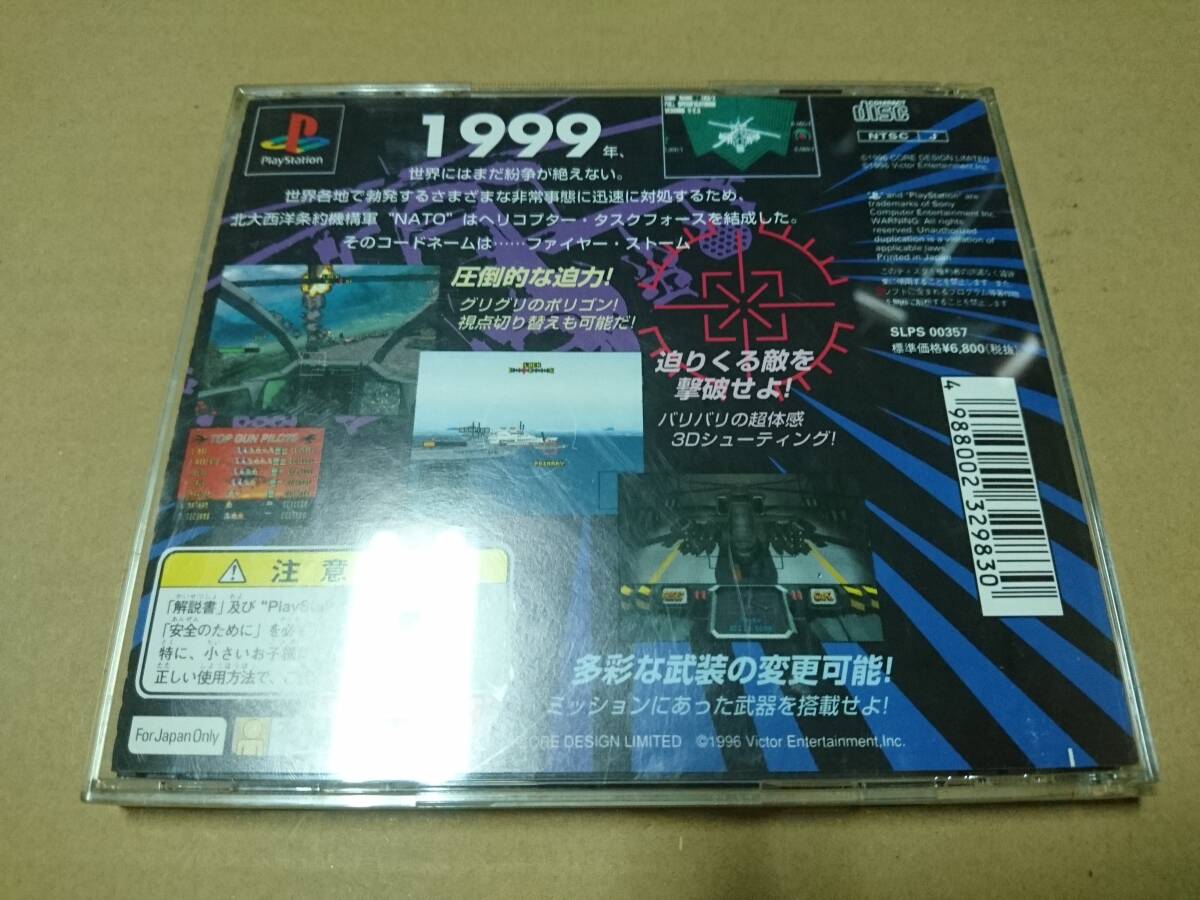 PlayStation
1999年、
世界にはまだ紛争が絶えない。
世界各地で勃発するさまざまな非常事態に迅速に対処するため、
北大西洋条約機構軍 “NATO” はヘリコプター・タスクフォースを結成した。
そのコードネームは……ファイヤー・ストーム
COMPACT
disc
NTSC J
©1996 CORE DESIGN LIMITED
©1996 Victor Entertainment,Inc.
and "PlayStation" are
trademarks of Sony
Computer Entertainment Inc.
WARNING: All rights
reserved. Unauthorized
duplication is a violation of
applicable laws.
Printed in Japan
SLPS 00357
標準価格¥6,800(税抜)
4 988002 329830
圧倒的な迫力!
グリグリのポリゴン!
視点切り替えも可能だ!
LOCK
PRIMARY
迫りくる敵を
撃破せよ!
バリバリの超体感
3Dシューティング!
TOP GUN PILOTS
OK
多彩な武装の変更可能!
ミッションにあった武器を搭載せよ!
注意
「解説書」及び “PlaySta
「安全のために」を必
特に、小さいお子様
正しい使用方法で、
For Japan Only
CORE DESIGN LIMITED ©1996 Victor Entertainment,Inc.